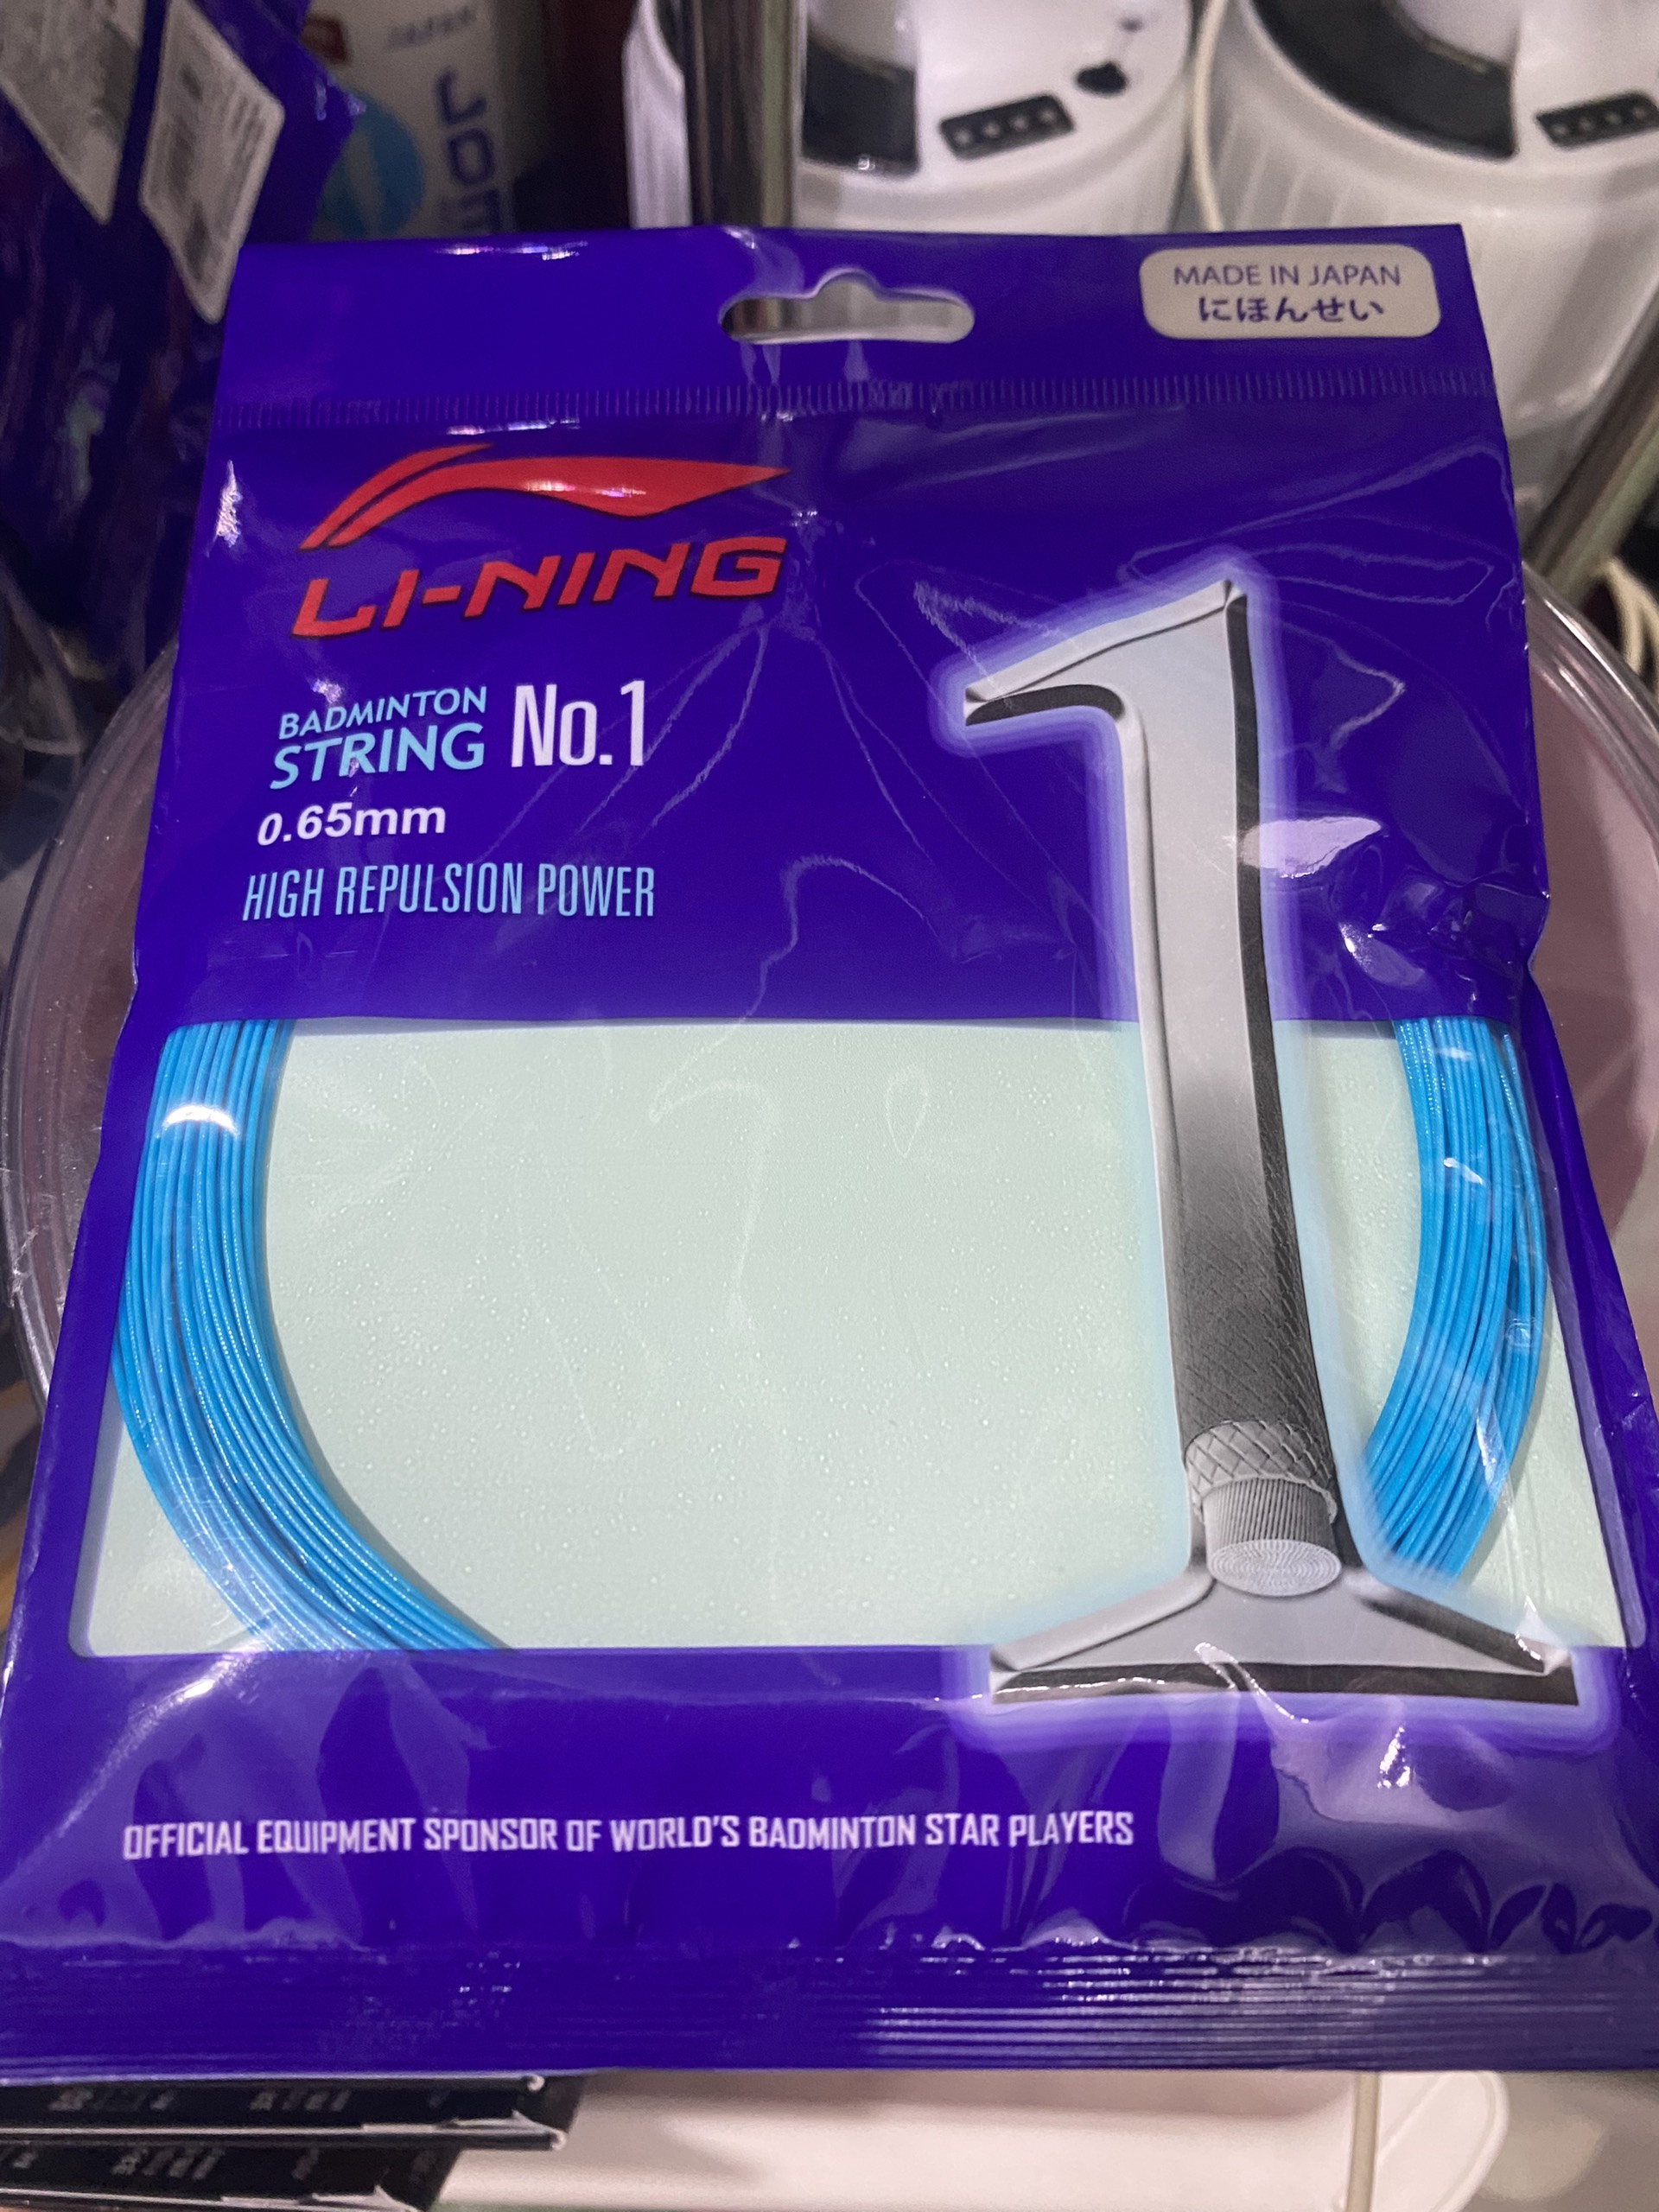 MADE IN JAPAN
にほんせい
LI-NING
BADMINTON
STRING No.1
0.65mm
HIGH REPULSION POWER
1
OFFICIAL EQUIPMENT SPONSOR OF WORLD'S BADMINTON STAR PLAYERS